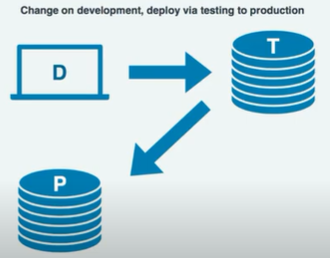 Change on development, deploy via testing to production
D
T
P